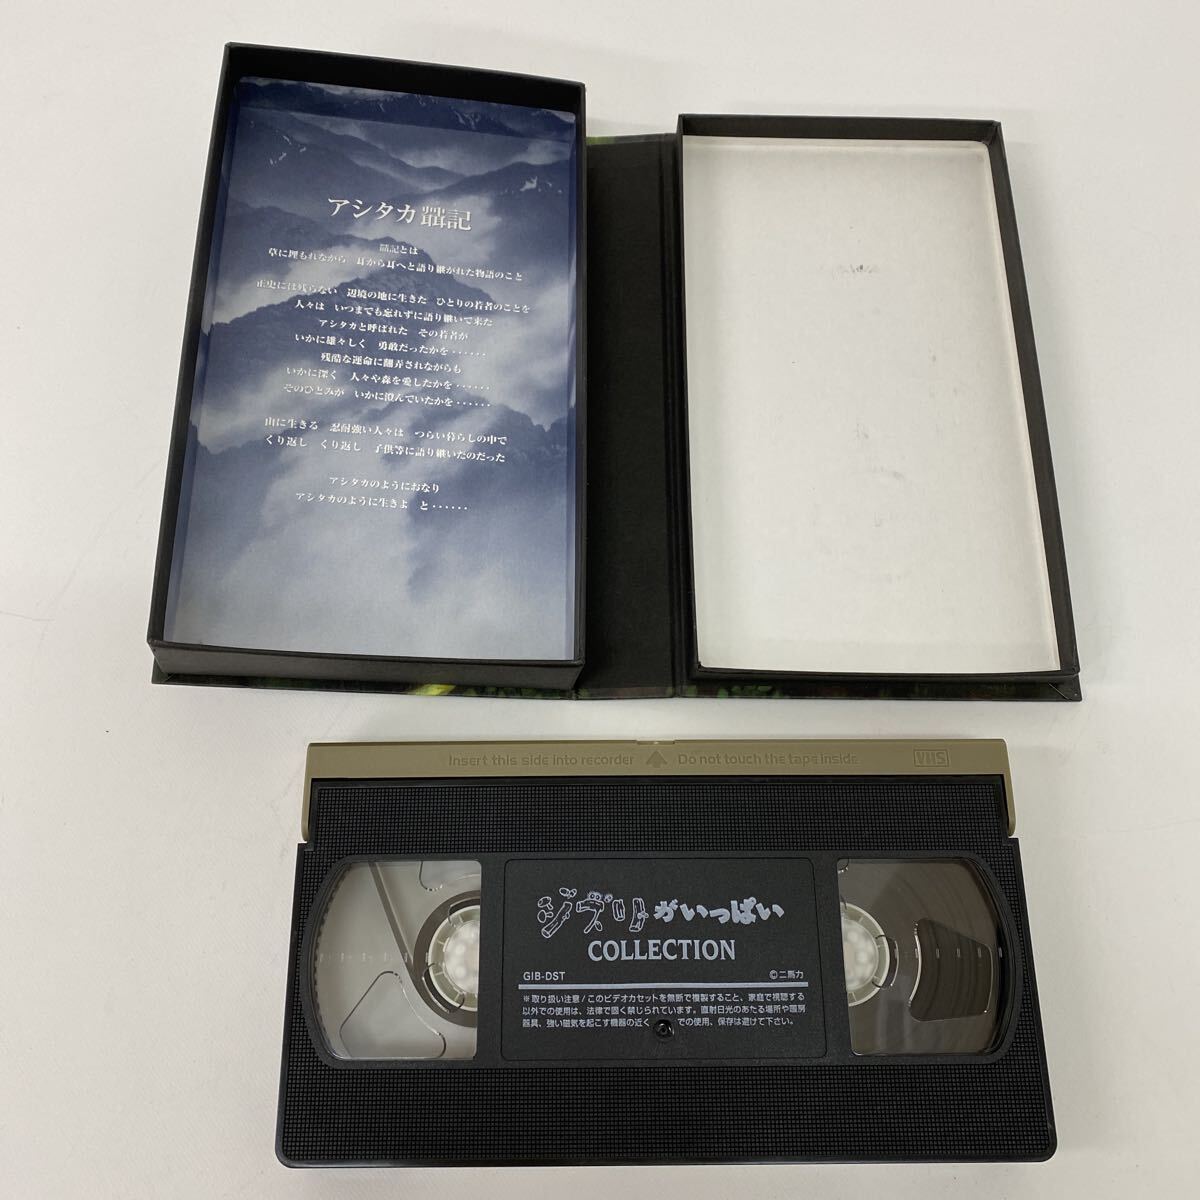 アシタカ𦻙記
𦻙記とは
草に埋もれながら 耳から耳へと語り継がれた物語のこと
正史には残らない 辺境の地に生きた ひとりの若者のことを
人々は いつまでも忘れずに語り継いで来た
アシタカと呼ばれた その若者が
いかに雄々しく 勇敢だったかを・・・・・・
残酷な運命に翻弄されながらも
いかに深く 人々や森を愛したかを・・・・・・
そのひとみが いかに澄んでいたかを・・・・・・
山に生きる 忍耐強い人々は つらい暮らしの中で
くり返し くり返し 子供等に語り継いだのだった
アシタカのようにおなり
アシタカのように生きよ と・・・・・・
Insert this side into recorder Do not touch the tape inside VHS
ジブリがいっぱい
COLLECTION
GIB-DST ©二馬力
※取り扱い注意/このビデオカセットを無断で複製すること、家庭で視聴する
以外での使用は、法律で固く禁じられています。直射日光のあたる場所や暖房
器具、強い磁気を起こす機器の近く での使用、保存は避けて下さい。